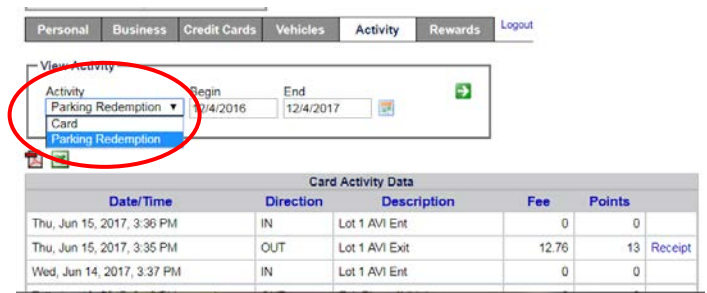 Personal Business Credit Cards Vehicles Activity Rewards Logout
View Activity
Activity Begin End
Parking Redemption 12/4/2016 12/4/2017
Card
Parking Redemption
Card Activity Data
Date/Time Direction Description Fee Points
Thu, Jun 15, 2017, 3:36 PM IN Lot 1 AVI Ent 0 0
Thu, Jun 15, 2017, 3:35 PM OUT Lot 1 AVI Exit 12.76 13 Receipt
Wed, Jun 14, 2017, 3:37 PM IN Lot 1 AVI Ent 0 0